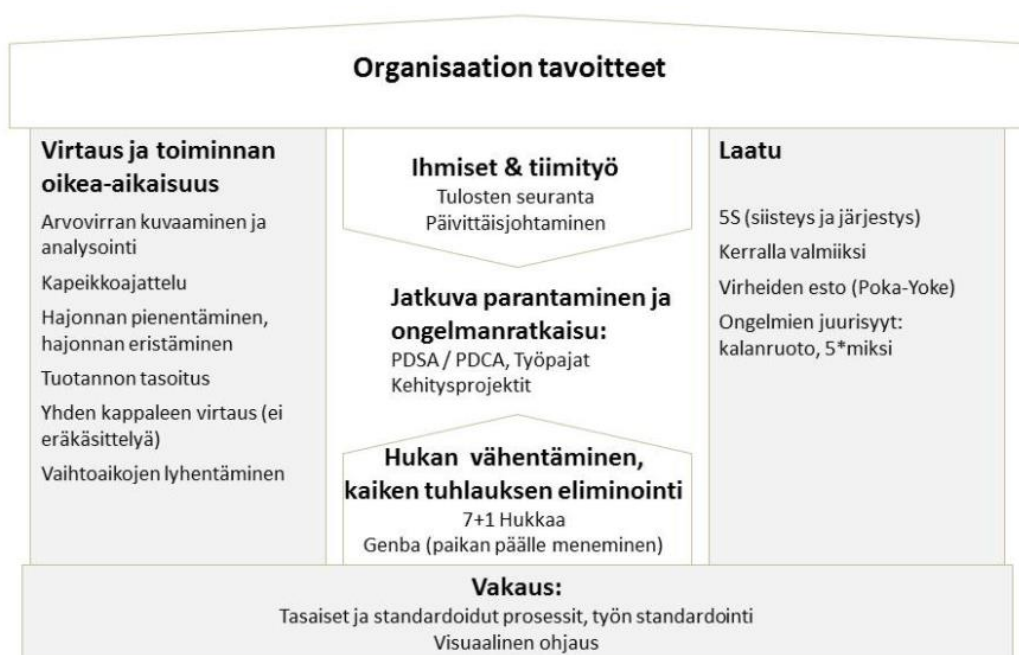 Organisaation tavoitteet
Virtaus ja toiminnan
oikea-aikaisuus
Arvovirran kuvaaminen ja
analysointi
Kapeikkoajattelu
Hajonnan pienentäminen,
hajonnan eristäminen
Tuotannon tasoitus
Yhden kappaleen virtaus (ei
eräkäsittelyä)
Vaihtoaikojen lyhentäminen
Ihmiset & tiimityö
Tulosten seuranta
Päivittäisjohtaminen
Jatkuva parantaminen ja
ongelmanratkaisu:
PDSA / PDCA, Työpajat
Kehitysprojektit
Hukan vähentäminen,
kaiken tuhlauksen eliminointi
7+1 Hukkaa
Genba (paikan päälle meneminen)
Laatu
5S (siisteys ja järjestys)
Kerralla valmiiksi
Virheiden esto (Poka-Yoke)
Ongelmien juurisyyt:
kalanruoto, 5*miksi
Vakaus:
Tasaiset ja standardoidut prosessit, työn standardointi
Visuaalinen ohjaus